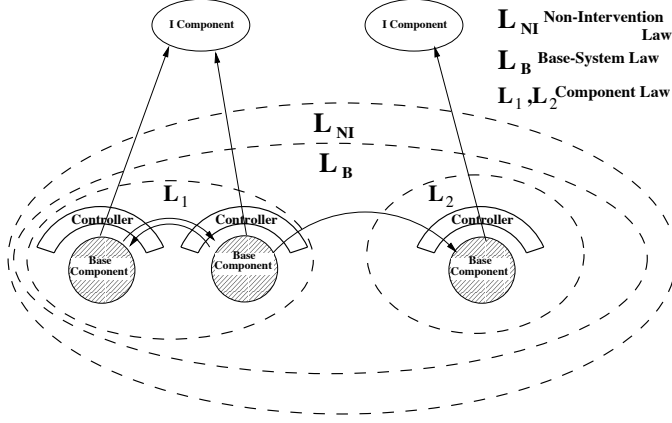 I Component
I Component
L NI Non-Intervention
Law
L B Base-System Law
L 1 ,L 2 Component Law
L NI
L B
L 1
L 2
Controller
Controller
Controller
Base
Component
Base
Component
Base
Component